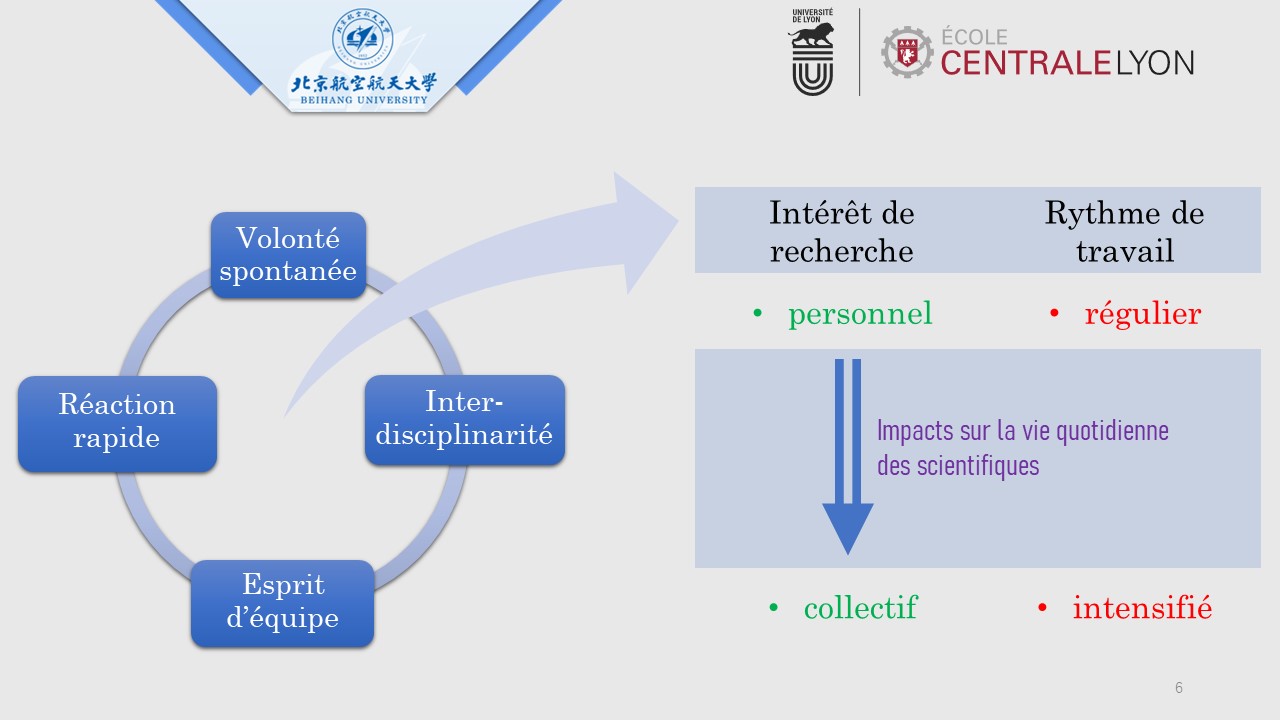 北京航空航天大学
BEIHANG UNIVERSITY
UNIVERSITÉ
DE LYON
ÉCOLE
CENTRALELYON
Volonté
spontanée
Réaction
rapide
Inter-
disciplinarité
Esprit
d’équipe
Intérêt de
recherche
Rythme de
travail
• personnel
• régulier
Impacts sur la vie quotidienne
des scientifiques
• collectif
• intensifié
6